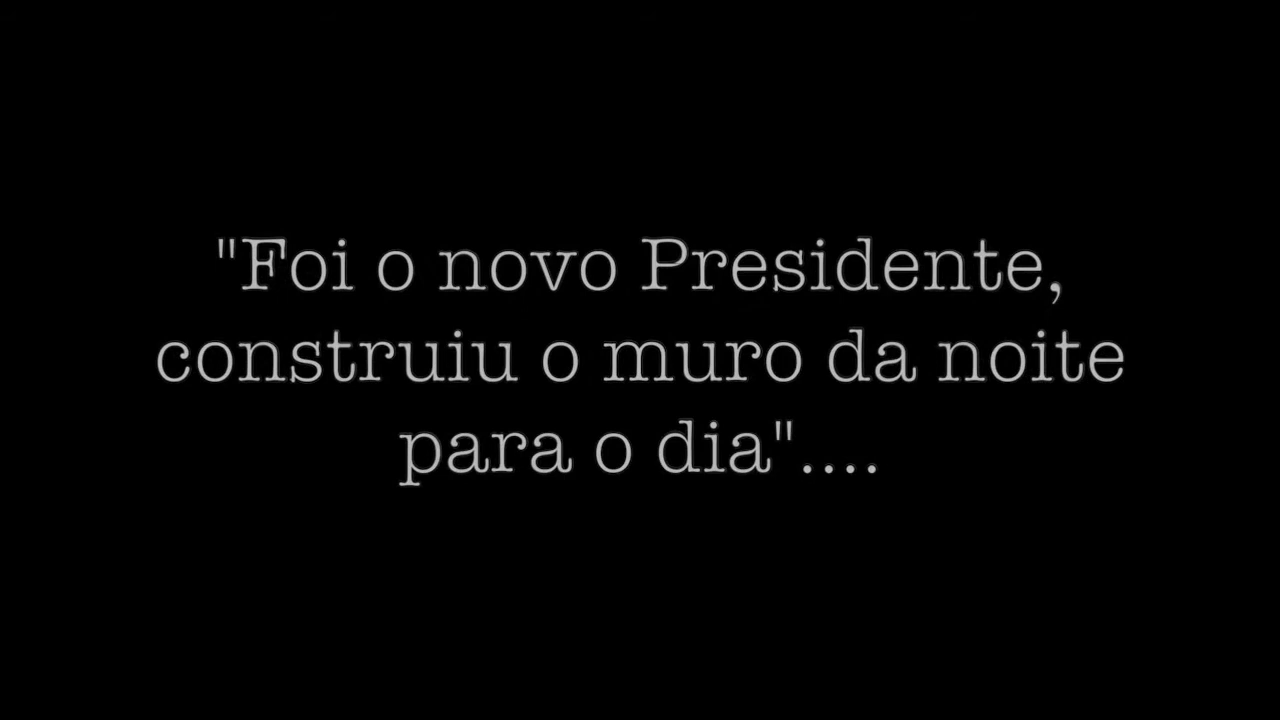 "Foi o novo Presidente,
construiu o muro da noite
para o dia"....